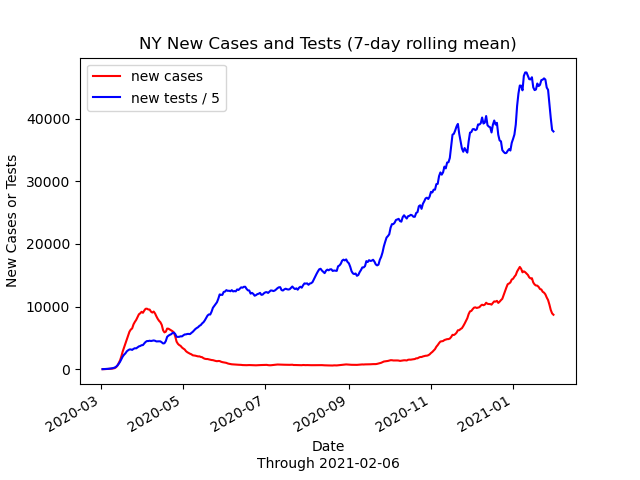 NY New Cases and Tests (7-day rolling mean)
new cases
new tests / 5
New Cases or Tests
40000
30000
20000
10000
0
2020-03
2020-05
2020-07
2020-09
2020-11
2021-01
Date
Through 2021-02-06